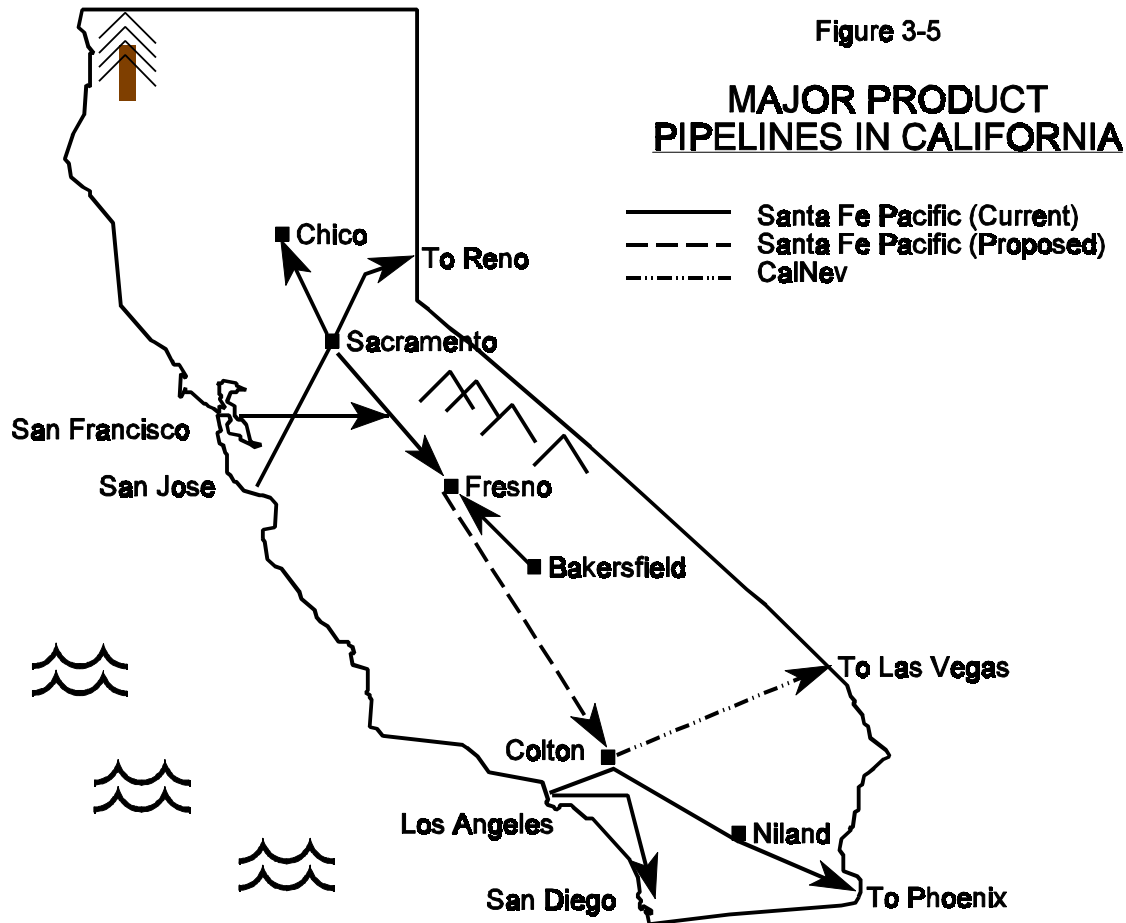 Figure 3-5
MAJOR PRODUCT
PIPELINES IN CALIFORNIA
Santa Fe Pacific (Current)
Santa Fe Pacific (Proposed)
CalNev
Chico
To Reno
Sacramento
San Francisco
San Jose
Fresno
Bakersfield
To Las Vegas
Colton
Los Angeles
Niland
San Diego
To Phoenix